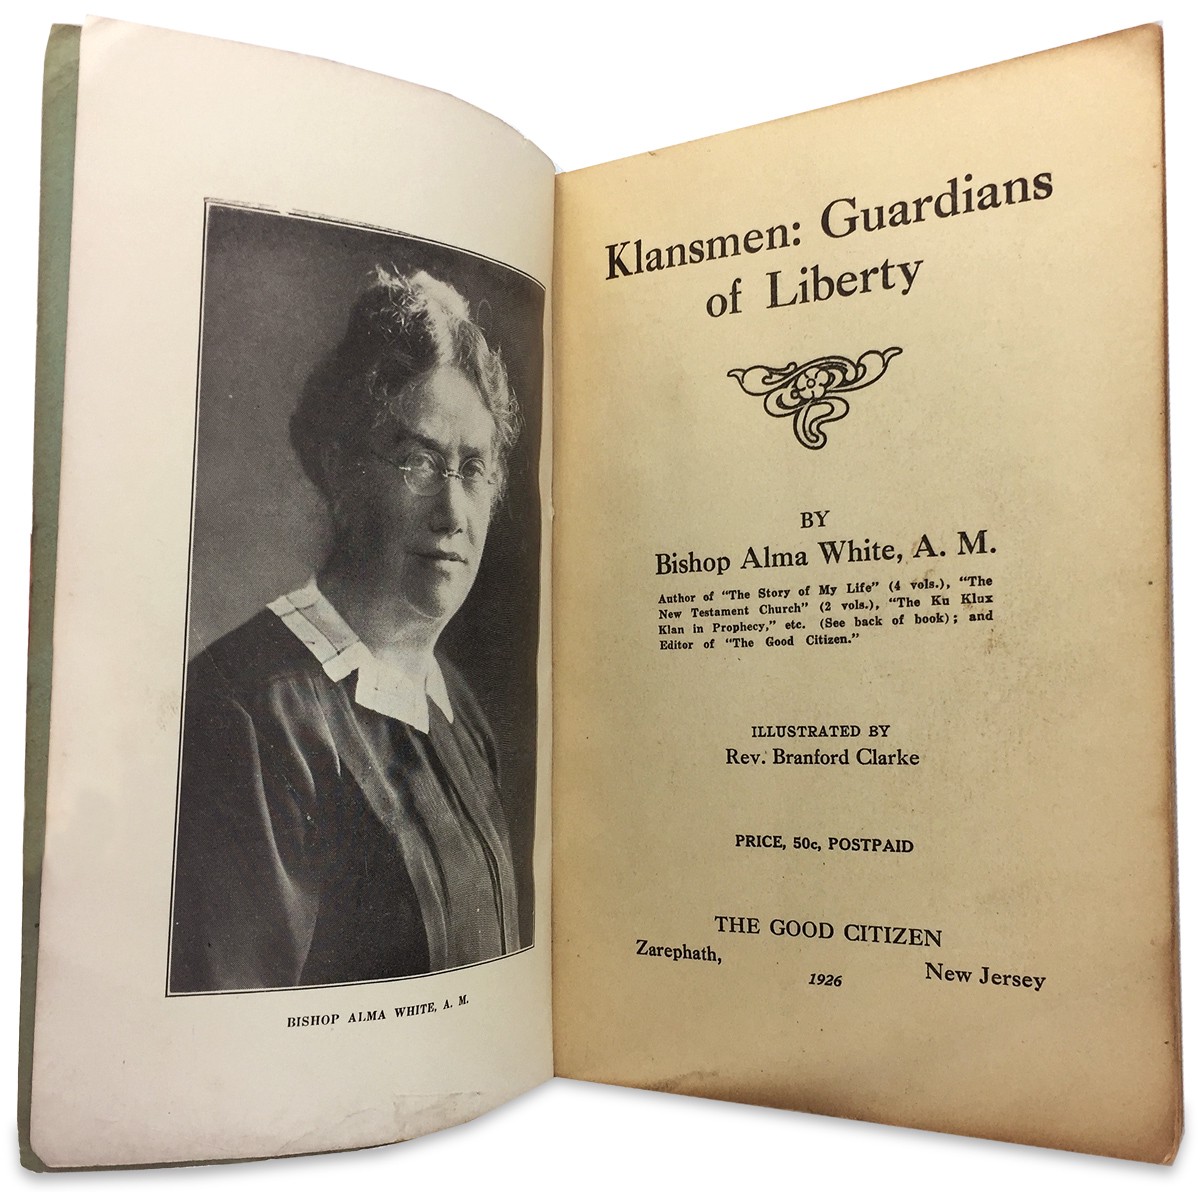 BISHOP ALMA WHITE, A. M.
Klansmen: Guardians
of Liberty
BY
Bishop Alma White, A. M.
Author of "The Story of My Life" (4 vols.), "The
New Testament Church" (2 vols.), "The Ku Klux
Klan in Prophecy," etc. (See back of book); and
Editor of "The Good Citizen."
ILLUSTRATED BY
Rev. Branford Clarke
PRICE, 50c, POSTPAID
THE GOOD CITIZEN
Zarephath, New Jersey
1926